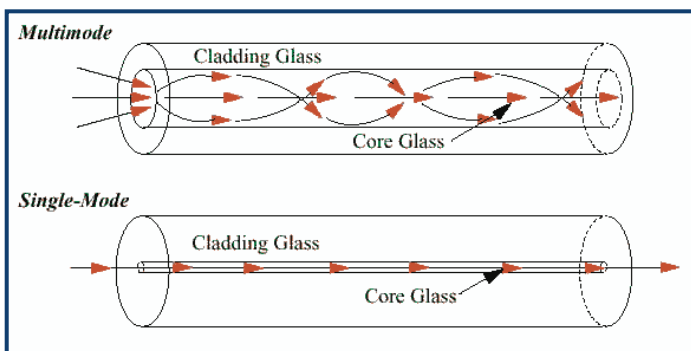 Multimode
Cladding Glass
Core Glass
Single-Mode
Cladding Glass
Core Glass